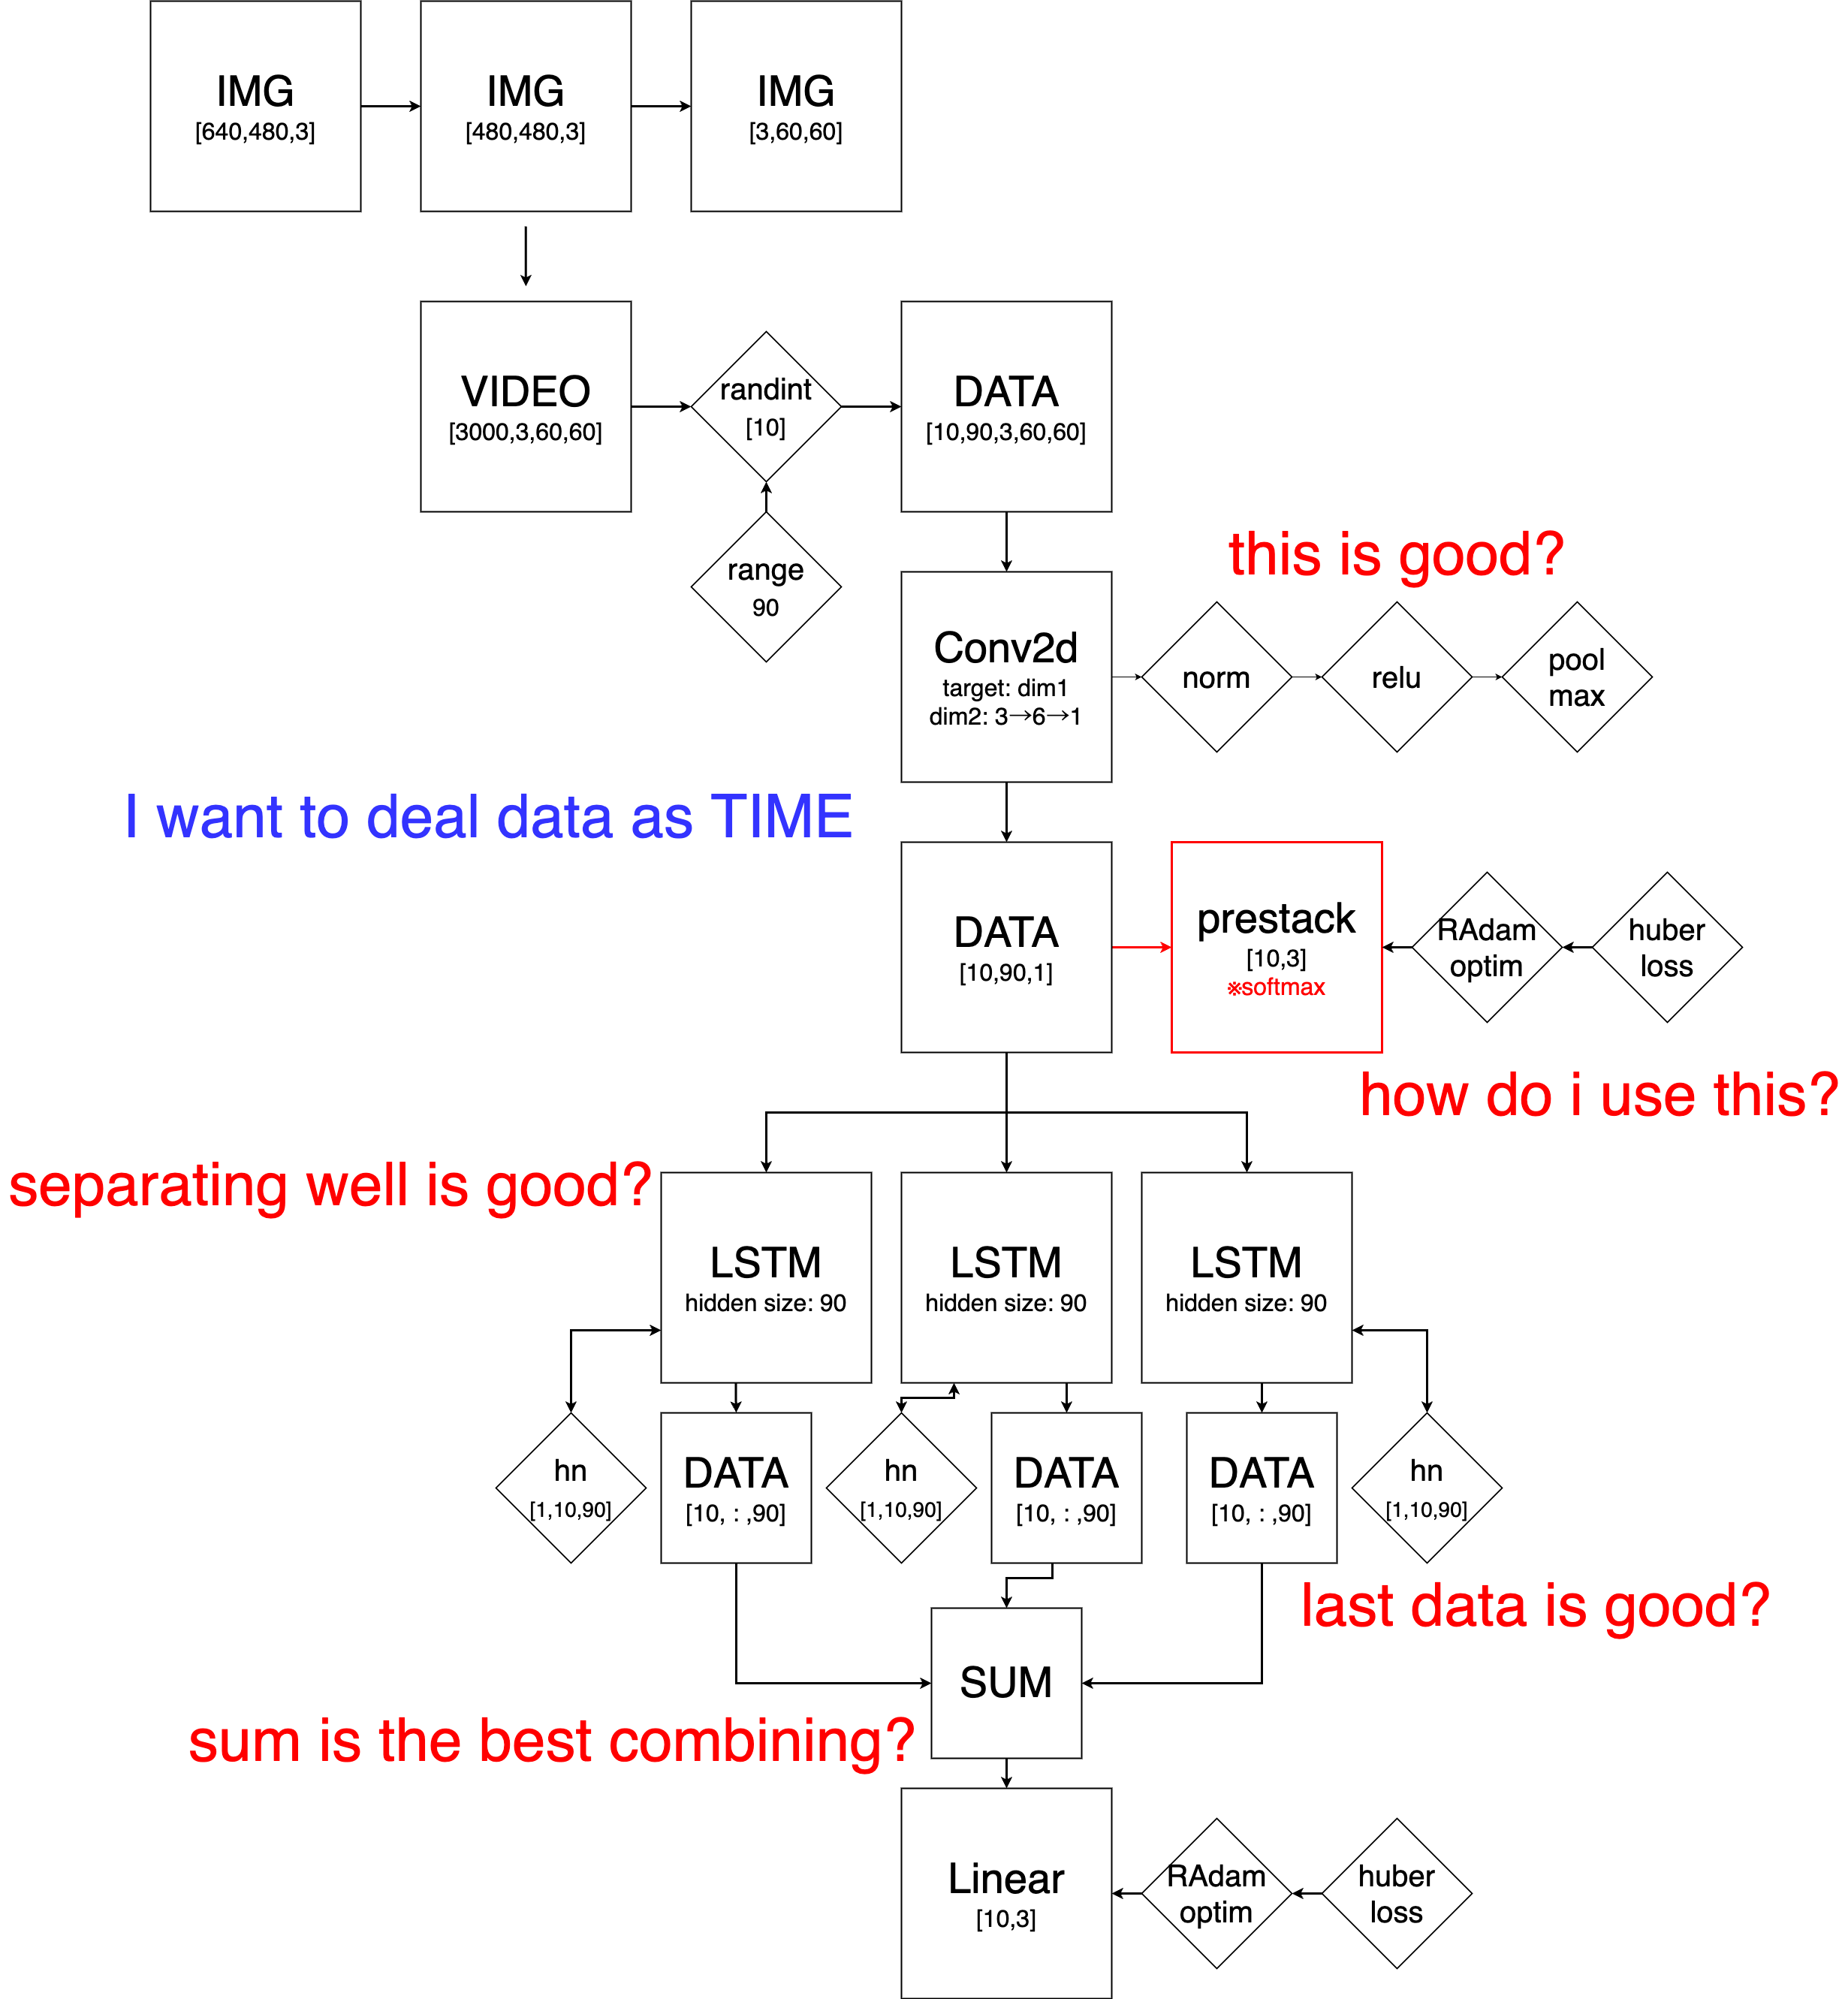 IMG
[640,480,3]
IMG
[480,480,3]
IMG
[3,60,60]
VIDEO
[3000,3,60,60]
randint
[10]
DATA
[10,90,3,60,60]
range
90
this is good?
Conv2d
target: dim1
dim2: 3→6→1
norm
relu
pool
max
I want to deal data as TIME
DATA
[10,90,1]
prestack
[10,3]
※softmax
RAdam
optim
huber
loss
how do i use this?
separating well is good?
LSTM
hidden size: 90
LSTM
hidden size: 90
LSTM
hidden size: 90
hn
[1,10,90]
DATA
[10, : ,90]
hn
[1,10,90]
DATA
[10, : ,90]
DATA
[10, : ,90]
hn
[1,10,90]
last data is good?
SUM
sum is the best combining?
Linear
[10,3]
RAdam
optim
huber
loss